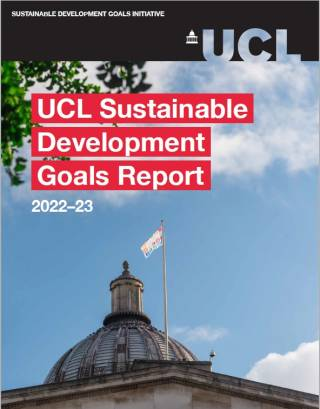 SUSTAINABLE DEVELOPMENT GOALS INITIATIVE
UCL
UCL Sustainable
Development
Goals Report
2022–23